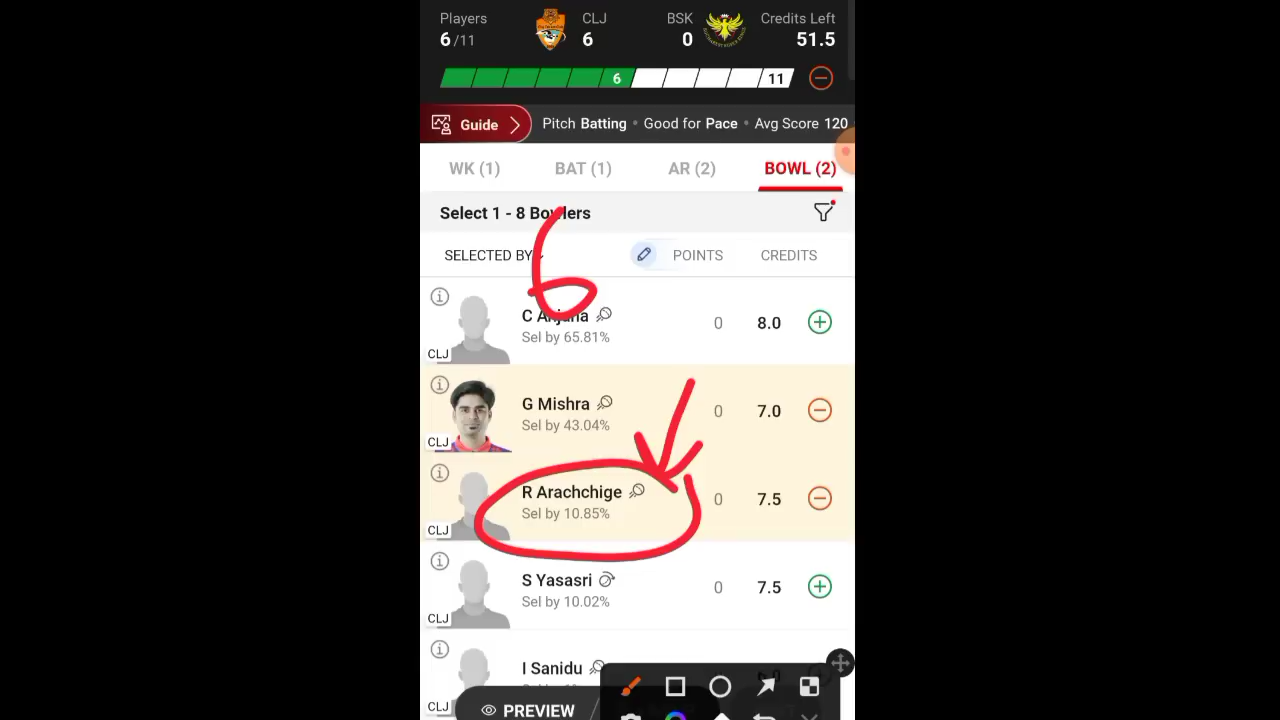 Players CLJ BSK Credits Left
6/11 6 0 51.5
6 11
Guide Pitch Batting • Good for Pace • Avg Score 120
WK (1) BAT (1) AR (2) BOWL (2)
Select 1 - 8 Bowlers
SELECTED BY POINTS CREDITS
6
C Anjana
Sel by 65.81% 0 8.0
CLJ
G Mishra
Sel by 43.04% 0 7.0
CLJ
R Arachchige
Sel by 10.85% 0 7.5
CLJ
S Yasasri
Sel by 10.02% 0 7.5
CLJ
I Sanidu
CLJ
PREVIEW